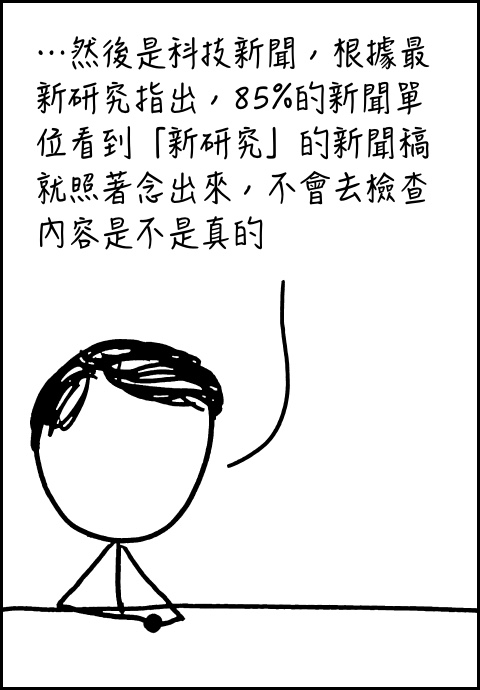 …然後是科技新聞，根據最
新研究指出，85%的新聞單
位看到「新研究」的新聞稿
就照著念出來，不會去檢查
內容是不是真的